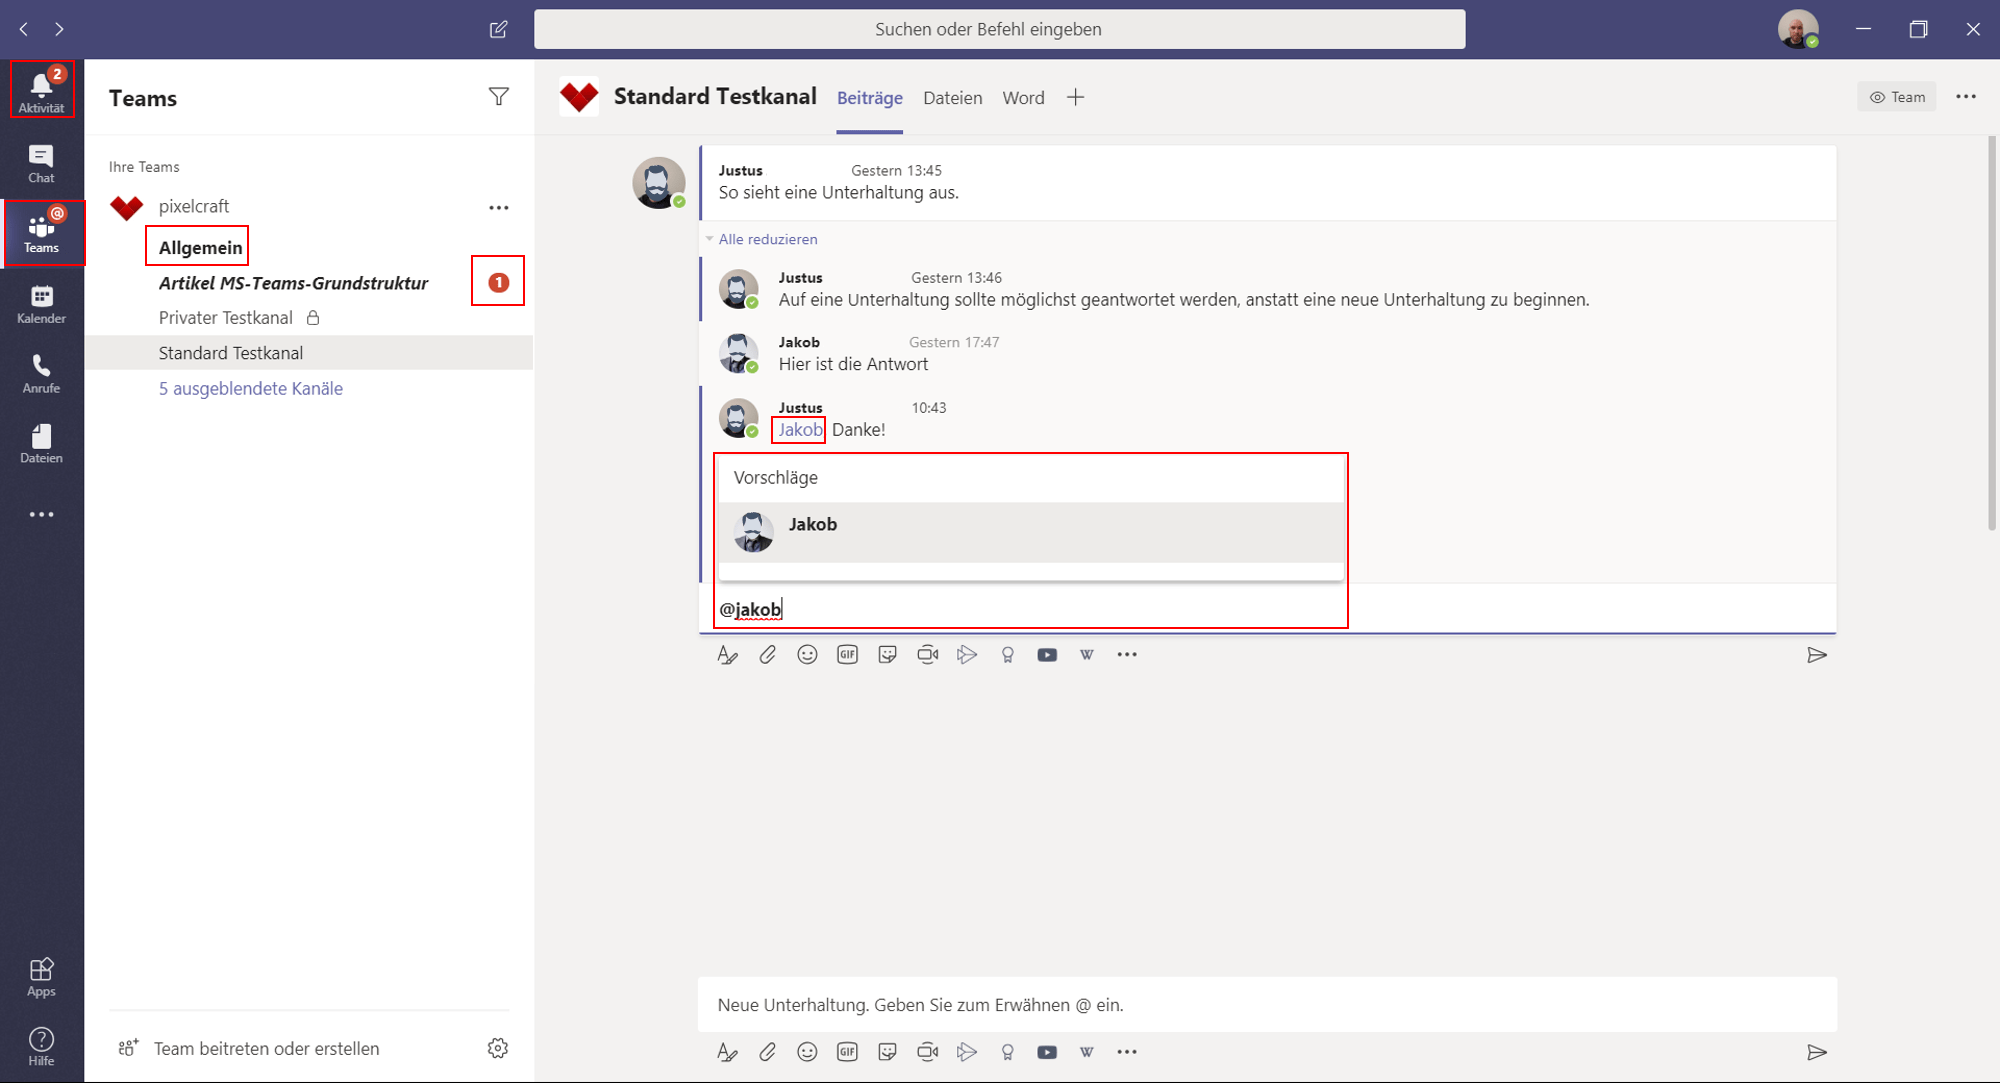 Suchen oder Befehl eingeben
2
Aktivität
Chat
@
Teams
Kalender
Anrufe
Dateien
Apps
Hilfe
Teams
Ihre Teams
pixelcraft
Allgemein
Artikel MS-Teams-Grundstruktur
1
Privater Testkanal
Standard Testkanal
5 ausgeblendete Kanäle
Team beitreten oder erstellen
Standard Testkanal Beiträge Dateien Word
Team
Justus Gestern 13:45
So sieht eine Unterhaltung aus.
Alle reduzieren
Justus Gestern 13:46
Auf eine Unterhaltung sollte möglichst geantwortet werden, anstatt eine neue Unterhaltung zu beginnen.
Jakob Gestern 17:47
Hier ist die Antwort
Justus 10:43
Jakob Danke!
Vorschläge
Jakob
@jakob
GIF W
Neue Unterhaltung. Geben Sie zum Erwähnen @ ein.
GIF W